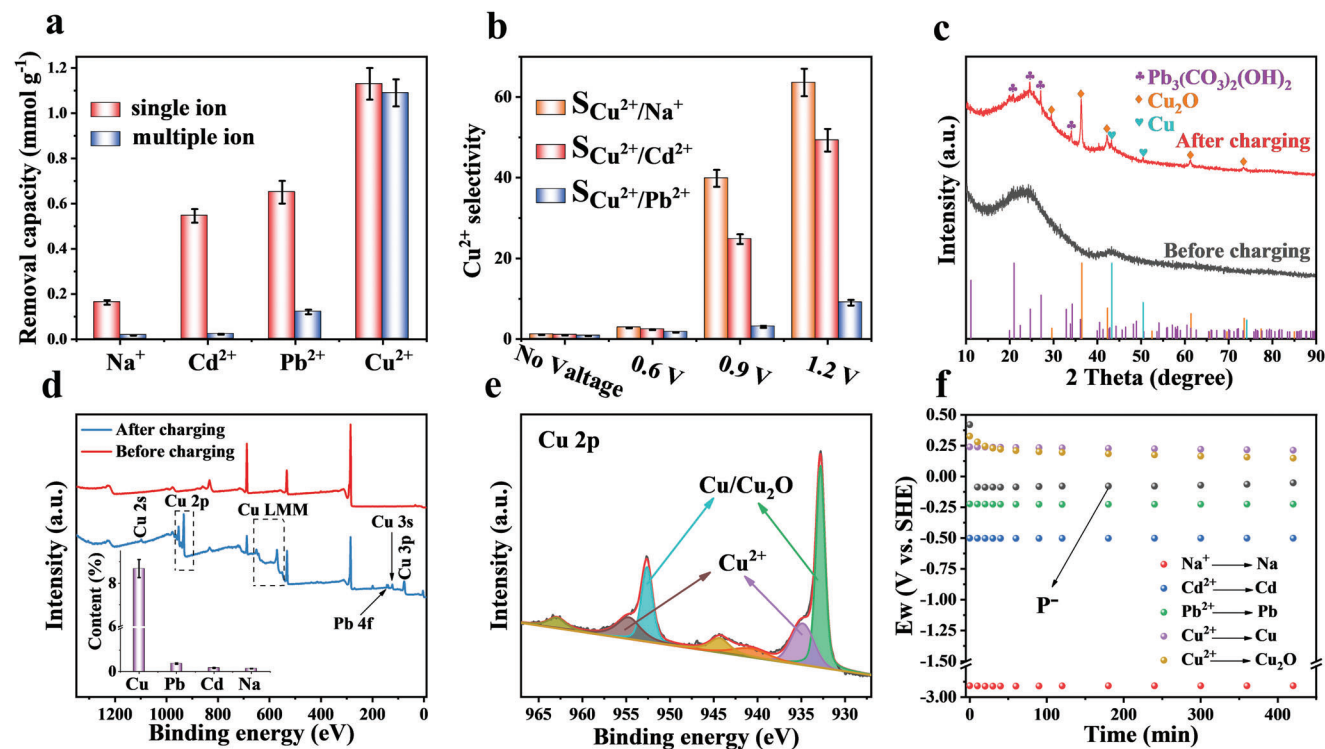 a
Removal capacity (mmol g⁻¹)
1.2
1.0
0.8
0.6
0.4
0.2
0.0
single ion
multiple ion
Na⁺ Cd²⁺ Pb²⁺ Cu²⁺
b
Cu²⁺ selectivity
60
40
20
0
S Cu²⁺/Na⁺
S Cu²⁺/Cd²⁺
S Cu²⁺/Pb²⁺
No Valtage 0.6 V 0.9 V 1.2 V
c
Intensity (a.u.)
♣ Pb₃(CO₃)₂(OH)₂
♦ Cu₂O
♥ Cu
After charging
Before charging
10 20 30 40 50 60 70 80 90
2 Theta (degree)
d
Intensity (a.u.)
After charging
Before charging
Cu 2s
Cu 2p
Cu LMM
Cu 3s
Cu 3p
Pb 4f
Content (%)
8
6
0
Cu Pb Cd Na
1200 1000 800 600 400 200 0
Binding energy (eV)
e
Intensity (a.u.)
Cu 2p
Cu/Cu₂O
Cu²⁺
965 955 945 935
Binding energy (eV)
f
Ew (V vs. SHE)
0.50
0.25
0.00
-0.25
-0.50
-0.75
-1.00
-1.25
-1.50
-3.00
P⁻
Na⁺ → Na
Cd²⁺ → Cd
Pb²⁺ → Pb
Cu²⁺ → Cu
Cu²⁺ → Cu₂O
0 100 200 300 400
Time (min)